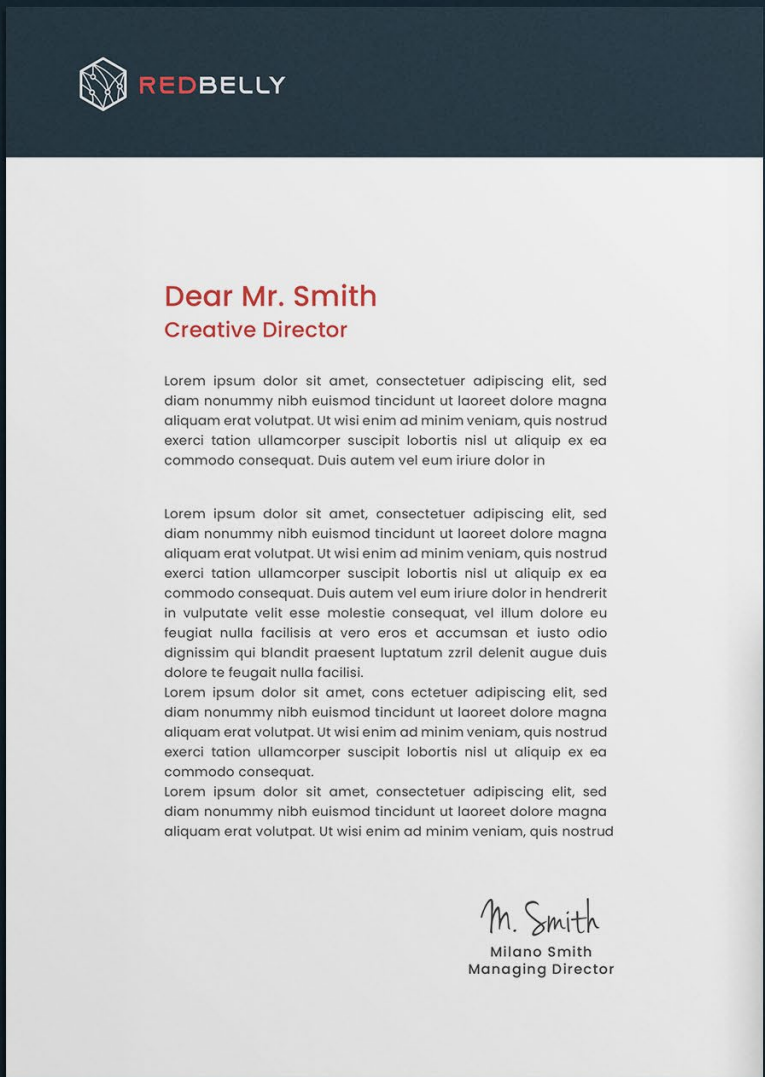 REDBELLY
Dear Mr. Smith
Creative Director
Lorem ipsum dolor sit amet, consectetuer adipiscing elit, sed
diam nonummy nibh euismod tincidunt ut laoreet dolore magna
aliquam erat volutpat. Ut wisi enim ad minim veniam, quis nostrud
exerci tation ullamcorper suscipit lobortis nisl ut aliquip ex ea
commodo consequat. Duis autem vel eum iriure dolor in
Lorem ipsum dolor sit amet, consectetuer adipiscing elit, sed
diam nonummy nibh euismod tincidunt ut laoreet dolore magna
aliquam erat volutpat. Ut wisi enim ad minim veniam, quis nostrud
exerci tation ullamcorper suscipit lobortis nisl ut aliquip ex ea
commodo consequat. Duis autem vel eum iriure dolor in hendrerit
in vulputate velit esse molestie consequat, vel illum dolore eu
feugiat nulla facilisis at vero eros et accumsan et iusto odio
dignissim qui blandit praesent luptatum zzril delenit augue duis
dolore te feugait nulla facilisi.
Lorem ipsum dolor sit amet, cons ectetuer adipiscing elit, sed
diam nonummy nibh euismod tincidunt ut laoreet dolore magna
aliquam erat volutpat. Ut wisi enim ad minim veniam, quis nostrud
exerci tation ullamcorper suscipit lobortis nisl ut aliquip ex ea
commodo consequat.
Lorem ipsum dolor sit amet, consectetuer adipiscing elit, sed
diam nonummy nibh euismod tincidunt ut laoreet dolore magna
aliquam erat volutpat. Ut wisi enim ad minim veniam, quis nostrud
M. Smith
Milano Smith
Managing Director